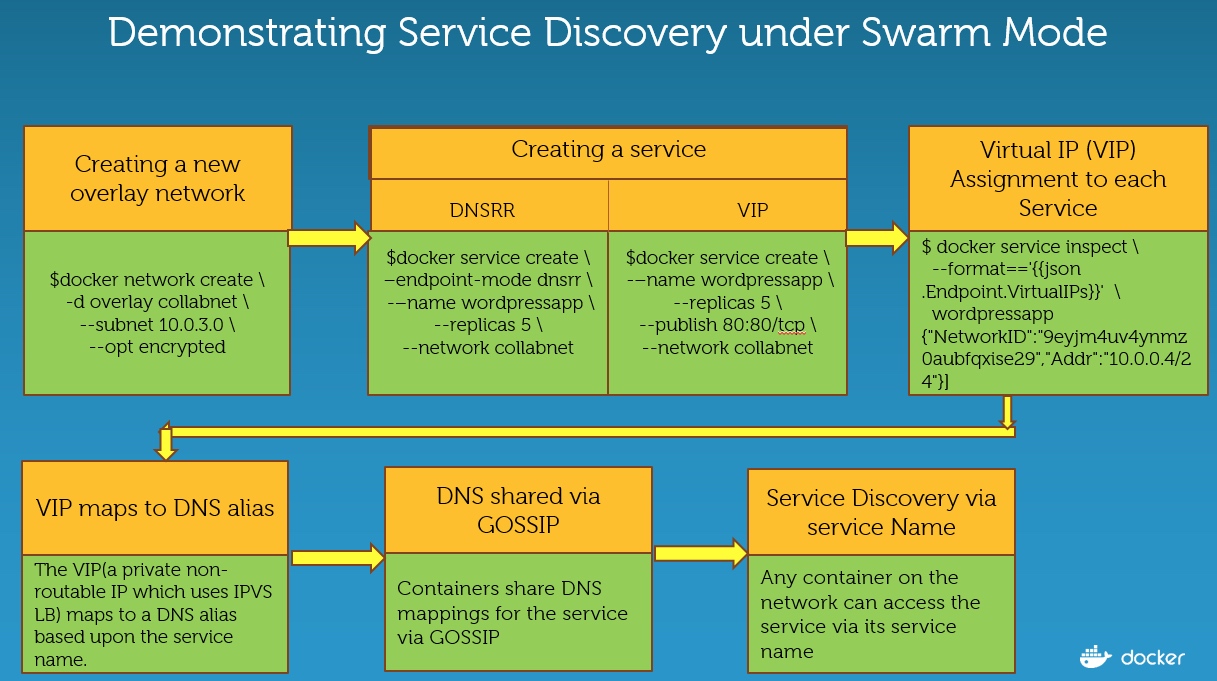 Demonstrating Service Discovery under Swarm Mode
Creating a new
overlay network
$docker network create \
-d overlay collabnet \
--subnet 10.0.3.0 \
--opt encrypted
Creating a service
DNSRR
VIP
$docker service create \
–endpoint-mode dnsrr \
-–name wordpressapp \
--replicas 5 \
--network collabnet
$docker service create \
-–name wordpressapp \
--replicas 5 \
--publish 80:80/tcp \
--network collabnet
Virtual IP (VIP)
Assignment to each
Service
$ docker service inspect \
--format=='{{json
.Endpoint.VirtualIPs}}' \
wordpressapp
{"NetworkID":"9eyjm4uv4ynmz
0aubfqxise29","Addr":"10.0.0.4/2
4"}]
VIP maps to DNS alias
The VIP(a private non-
routable IP which uses IPVS
LB) maps to a DNS alias
based upon the service
name.
DNS shared via
GOSSIP
Containers share DNS
mappings for the service
via GOSSIP
Service Discovery via
service Name
Any container on the
network can access the
service via its service
name
docker